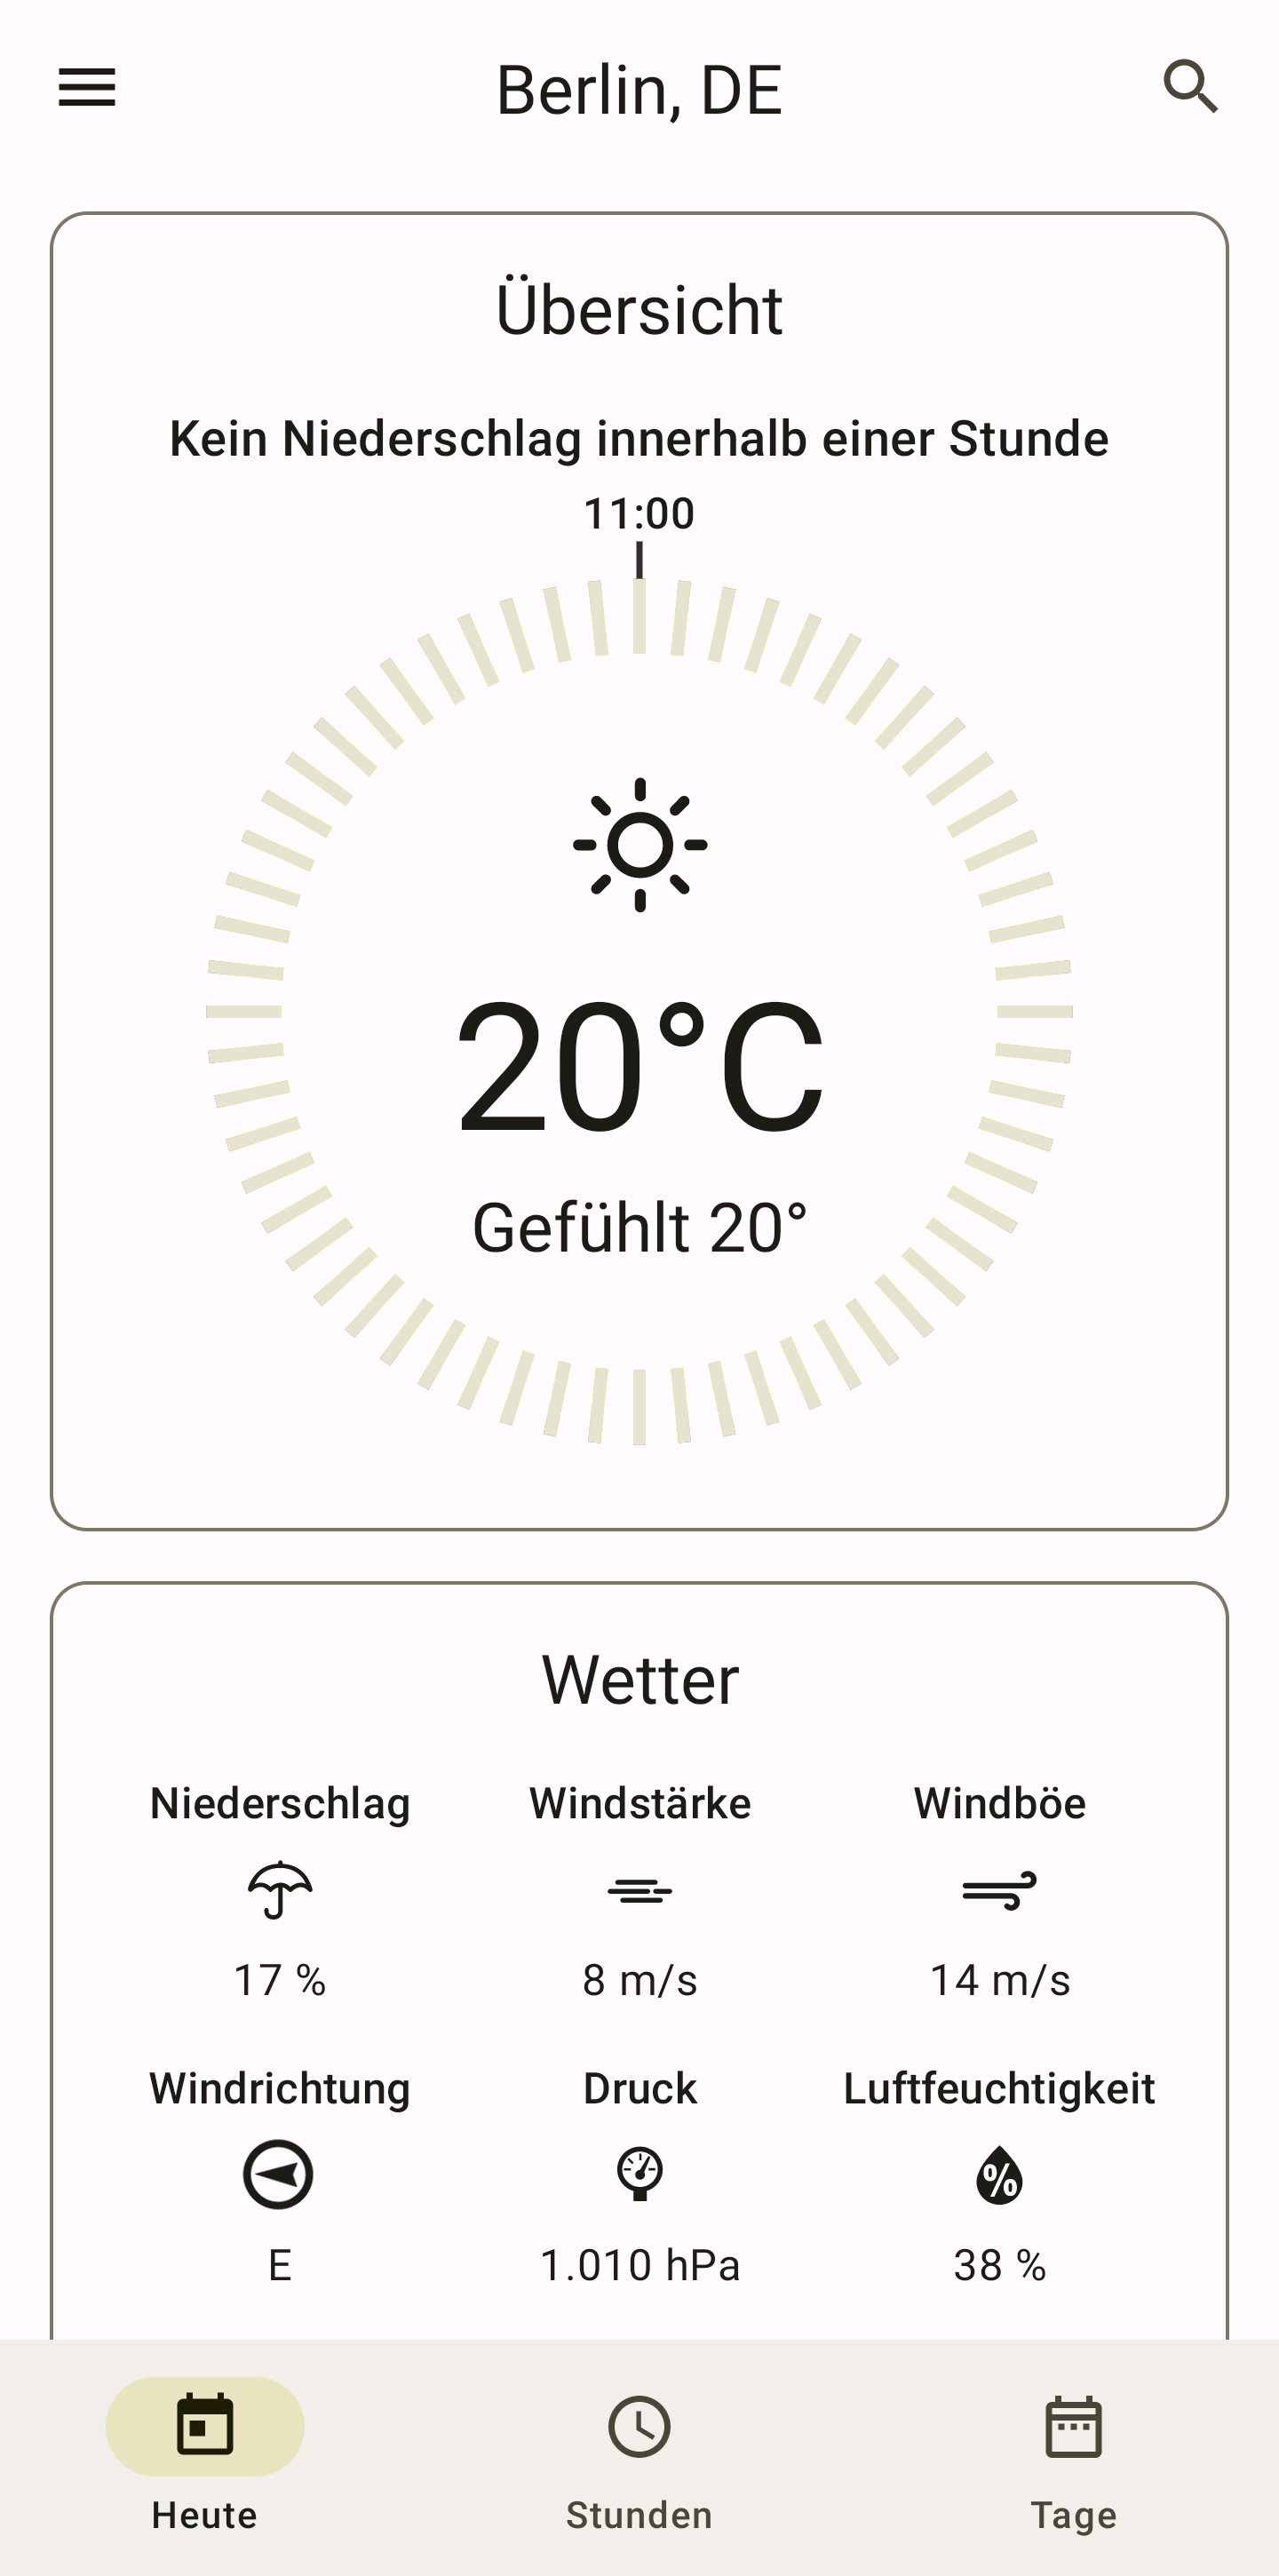 Berlin, DE
Übersicht
Kein Niederschlag innerhalb einer Stunde
11:00
20°C
Gefühlt 20°
Wetter
Niederschlag Windstärke Windböe
17 % 8 m/s 14 m/s
Windrichtung Druck Luftfeuchtigkeit
%
E 1.010 hPa 38 %
Heute Stunden Tage